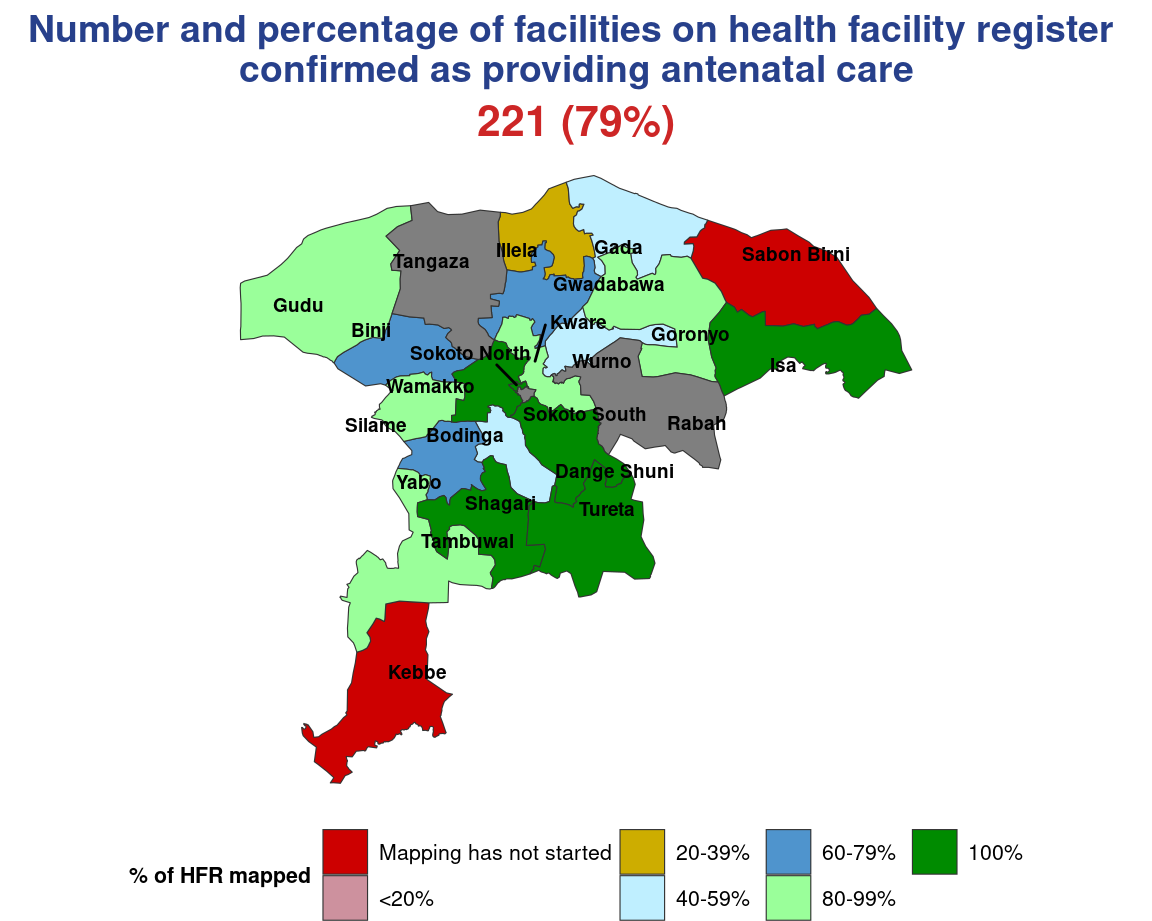 Number and percentage of facilities on health facility register
confirmed as providing antenatal care
221 (79%)
Illela
Gada
Sabon Birni
Tangaza
Gwadabawa
Gudu
Binji
Kware
Goronyo
Sokoto North
Wurno
Isa
Wamakko
Sokoto South
Silame
Rabah
Bodinga
Dange Shuni
Yabo
Shagari
Tureta
Tambuwal
Kebbe
% of HFR mapped
Mapping has not started
<20%
20-39%
40-59%
60-79%
80-99%
100%